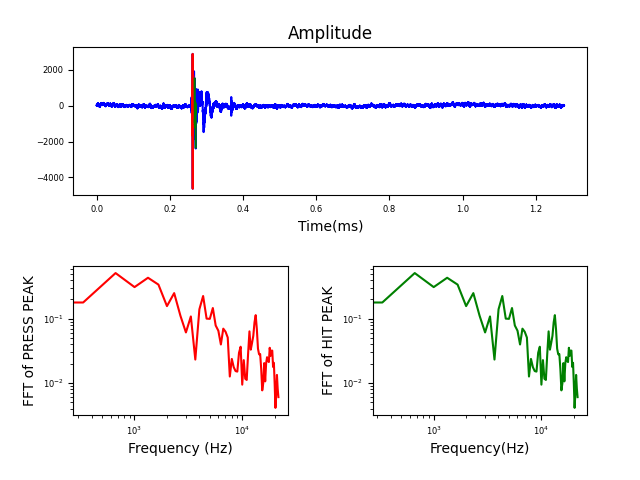 Amplitude
2000
0
−2000
−4000
0.0 0.2 0.4 0.6 0.8 1.0 1.2
Time(ms)
FFT of PRESS PEAK
10⁻¹
10⁻²
10³ 10⁴
Frequency (Hz)
FFT of HIT PEAK
10⁻¹
10⁻²
10³ 10⁴
Frequency(Hz)